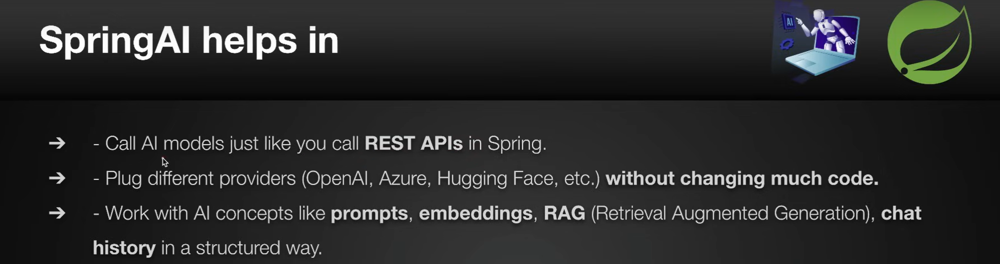 SpringAI helps in
AI
➔ - Call AI models just like you call REST APIs in Spring.
➔ - Plug different providers (OpenAI, Azure, Hugging Face, etc.) without changing much code.
➔ - Work with AI concepts like prompts, embeddings, RAG (Retrieval Augmented Generation), chat
history in a structured way.